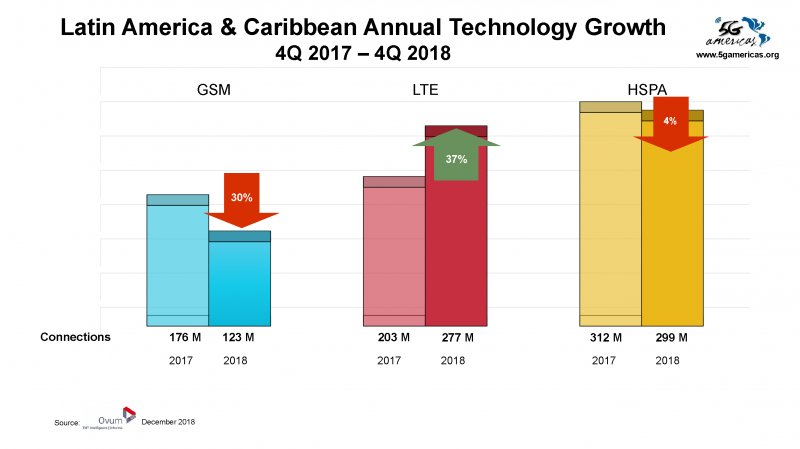 Latin America & Caribbean Annual Technology Growth
4Q 2017 – 4Q 2018
5G
americas
www.5gamericas.org
GSM
LTE
HSPA
30%
37%
4%
Connections
176 M
123 M
203 M
277 M
312 M
299 M
2017
2018
2017
2018
2017
2018
Source:
Ovum
December 2018